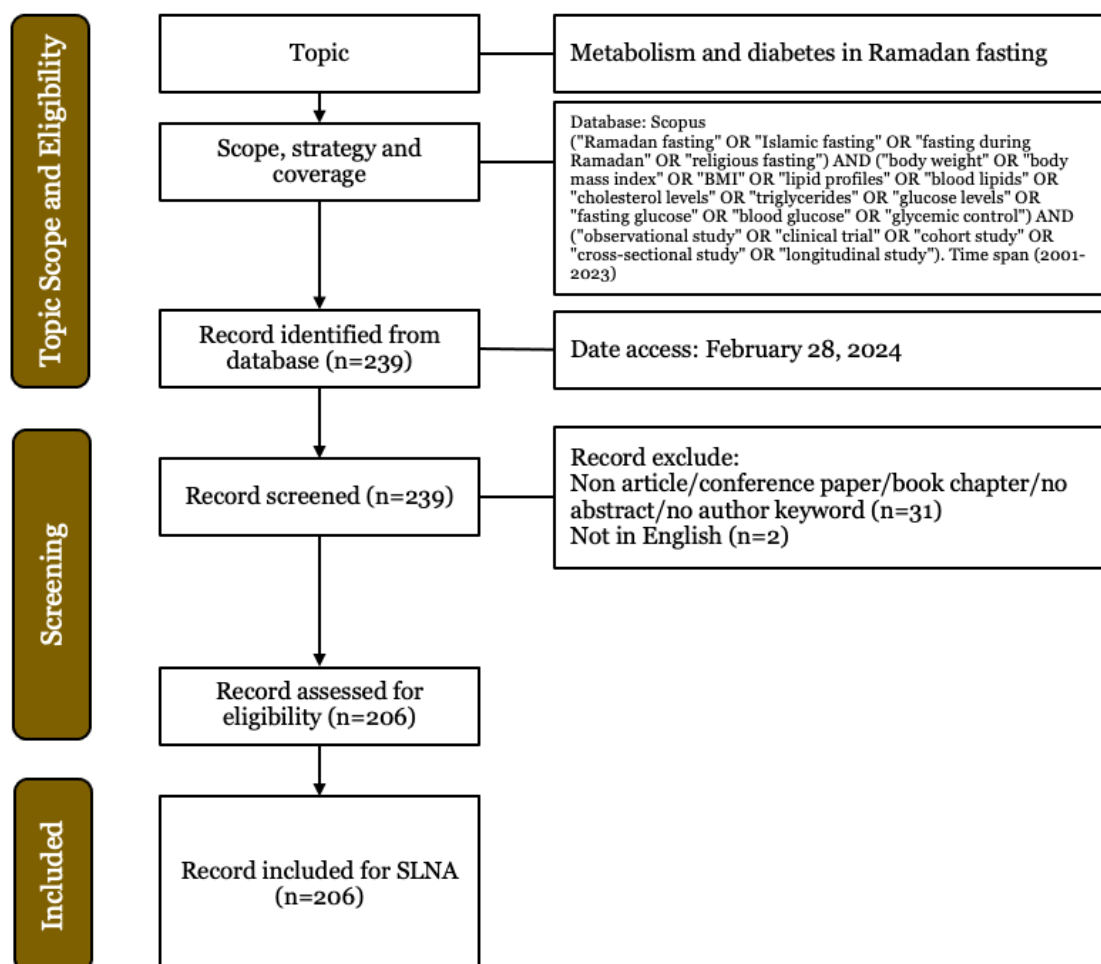 Topic Scope and Eligibility
Topic
Metabolism and diabetes in Ramadan fasting
Scope, strategy and
coverage
Database: Scopus
("Ramadan fasting" OR "Islamic fasting" OR "fasting during
Ramadan" OR "religious fasting") AND ("body weight" OR "body
mass index" OR "BMI" OR "lipid profiles" OR "blood lipids" OR
"cholesterol levels" OR "triglycerides" OR "glucose levels" OR
"fasting glucose" OR "blood glucose" OR "glycemic control") AND
("observational study" OR "clinical trial" OR "cohort study" OR
"cross-sectional study" OR "longitudinal study"). Time span (2001-
2023)
Record identified from
database (n=239)
Date access: February 28, 2024
Screening
Record screened (n=239)
Record exclude:
Non article/conference paper/book chapter/no
abstract/no author keyword (n=31)
Not in English (n=2)
Record assessed for
eligibility (n=206)
Included
Record included for SLNA
(n=206)